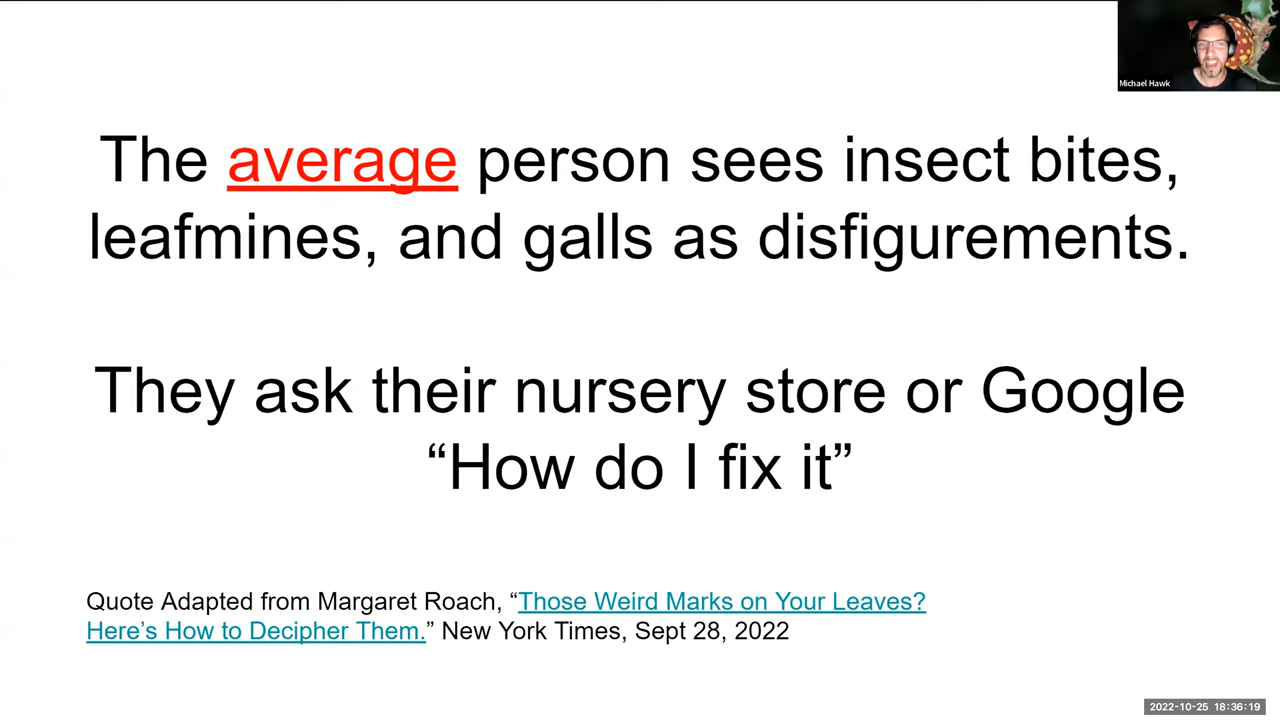 Michael Hawk
The average person sees insect bites,
leafmines, and galls as disfigurements.
They ask their nursery store or Google
“How do I fix it”
Quote Adapted from Margaret Roach, “Those Weird Marks on Your Leaves?
Here’s How to Decipher Them.” New York Times, Sept 28, 2022
2022-10-25 18:36:19